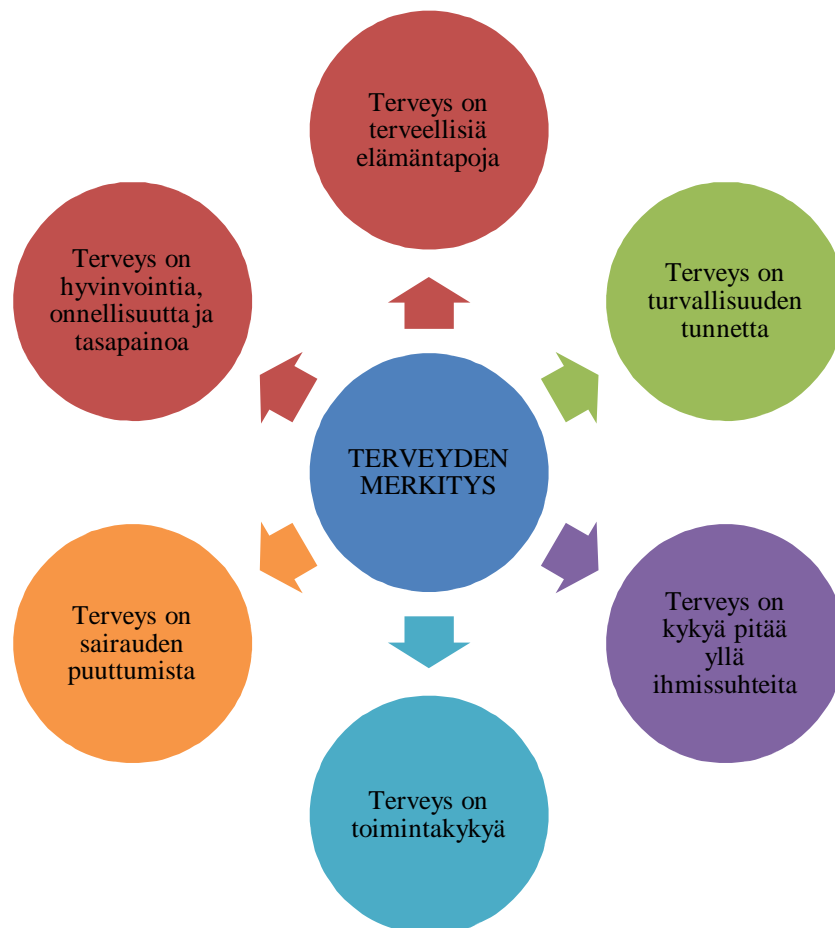 Terveys on
terveellisiä
elämäntapoja
Terveys on
hyvinvointia,
onnellisuutta ja
tasapainoa
Terveys on
turvallisuuden
tunnetta
TERVEYDEN
MERKITYS
Terveys on
sairauden
puuttumista
Terveys on
kykyä pitää
yllä
ihmissuhteita
Terveys on
toimintakykyä